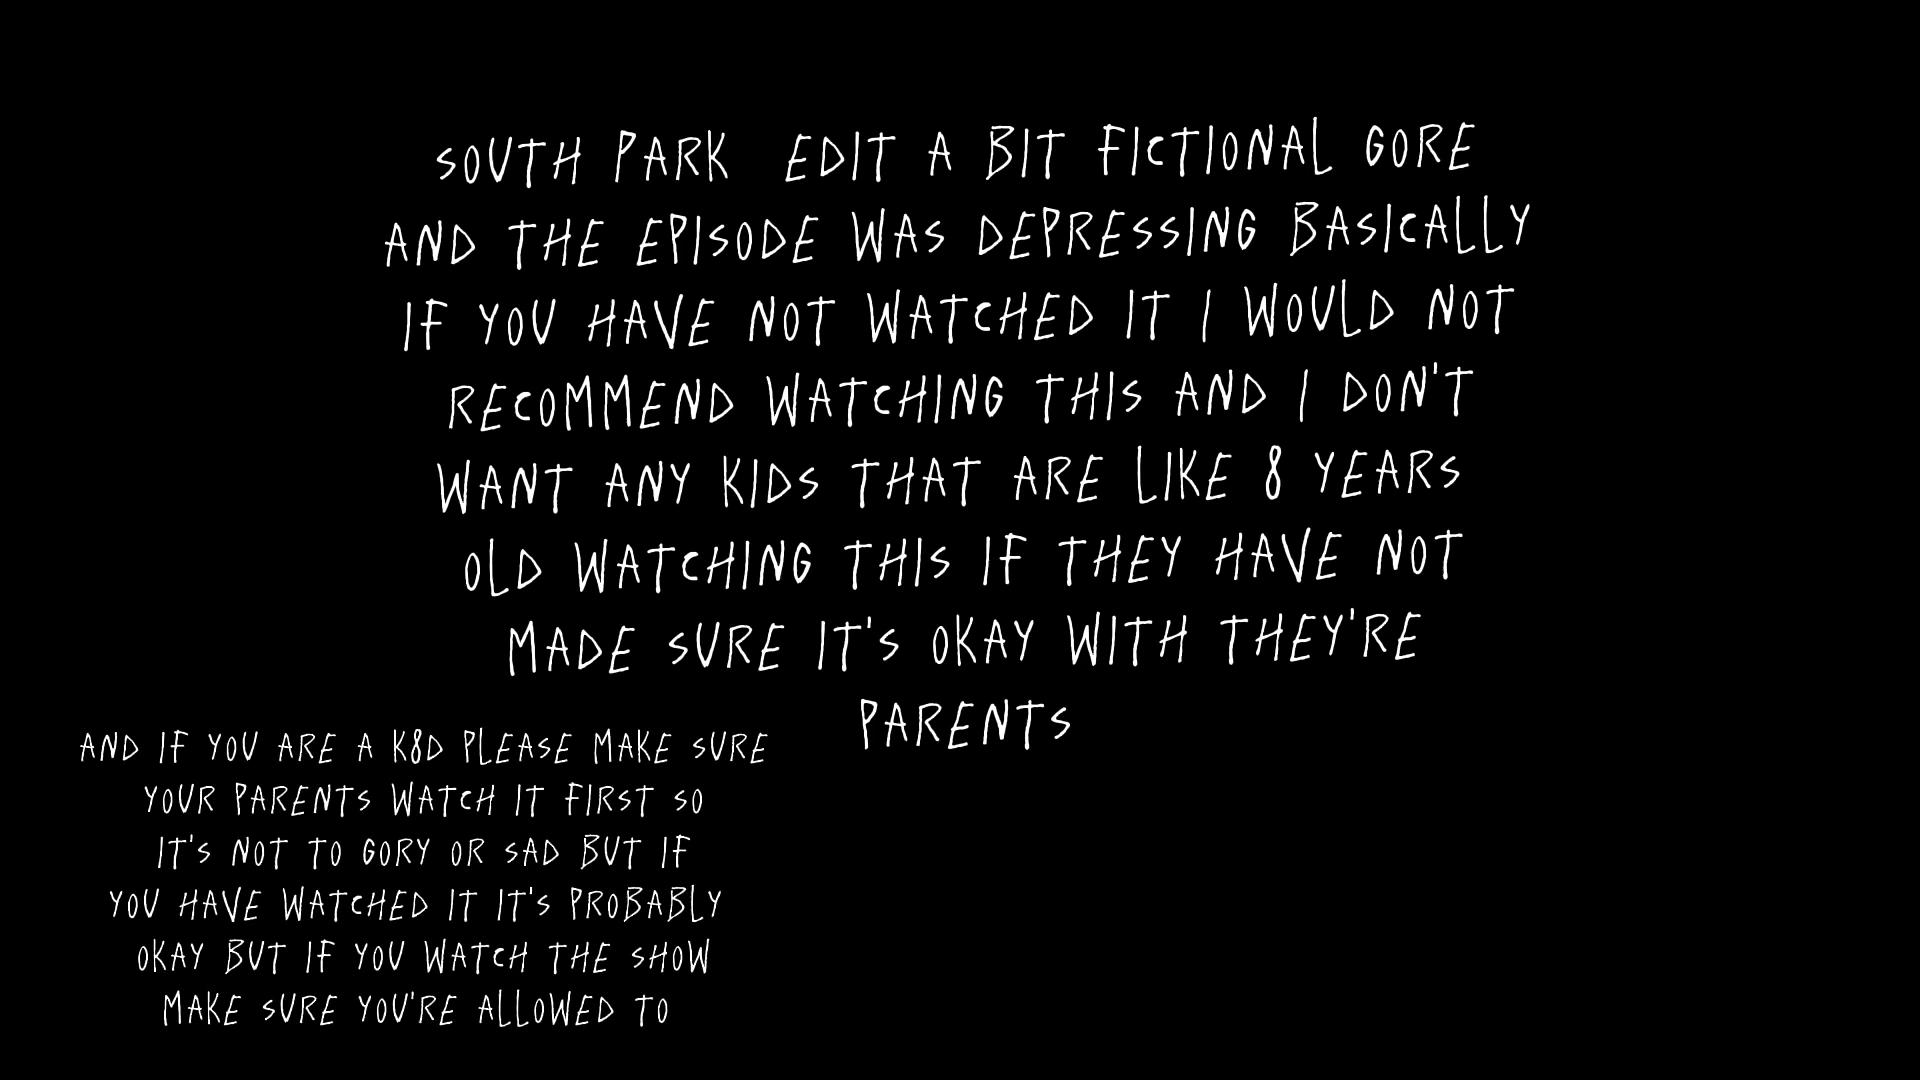 SOUTH PARK EDIT A BIT FICTIONAL GORE
AND THE EPISODE WAS DEPRESSING BASICALLY
IF YOU HAVE NOT WATCHED IT I WOULD NOT
RECOMMEND WATCHING THIS AND I DON'T
WANT ANY KIDS THAT ARE LIKE 8 YEARS
OLD WATCHING THIS IF THEY HAVE NOT
MADE SURE IT'S OKAY WITH THEY'RE
PARENTS
AND IF YOU ARE A K8D PLEASE MAKE SURE
YOUR PARENTS WATCH IT FIRST SO
IT'S NOT TO GORY OR SAD BUT IF
YOU HAVE WATCHED IT IT'S PROBABLY
OKAY BUT IF YOU WATCH THE SHOW
MAKE SURE YOU'RE ALLOWED TO